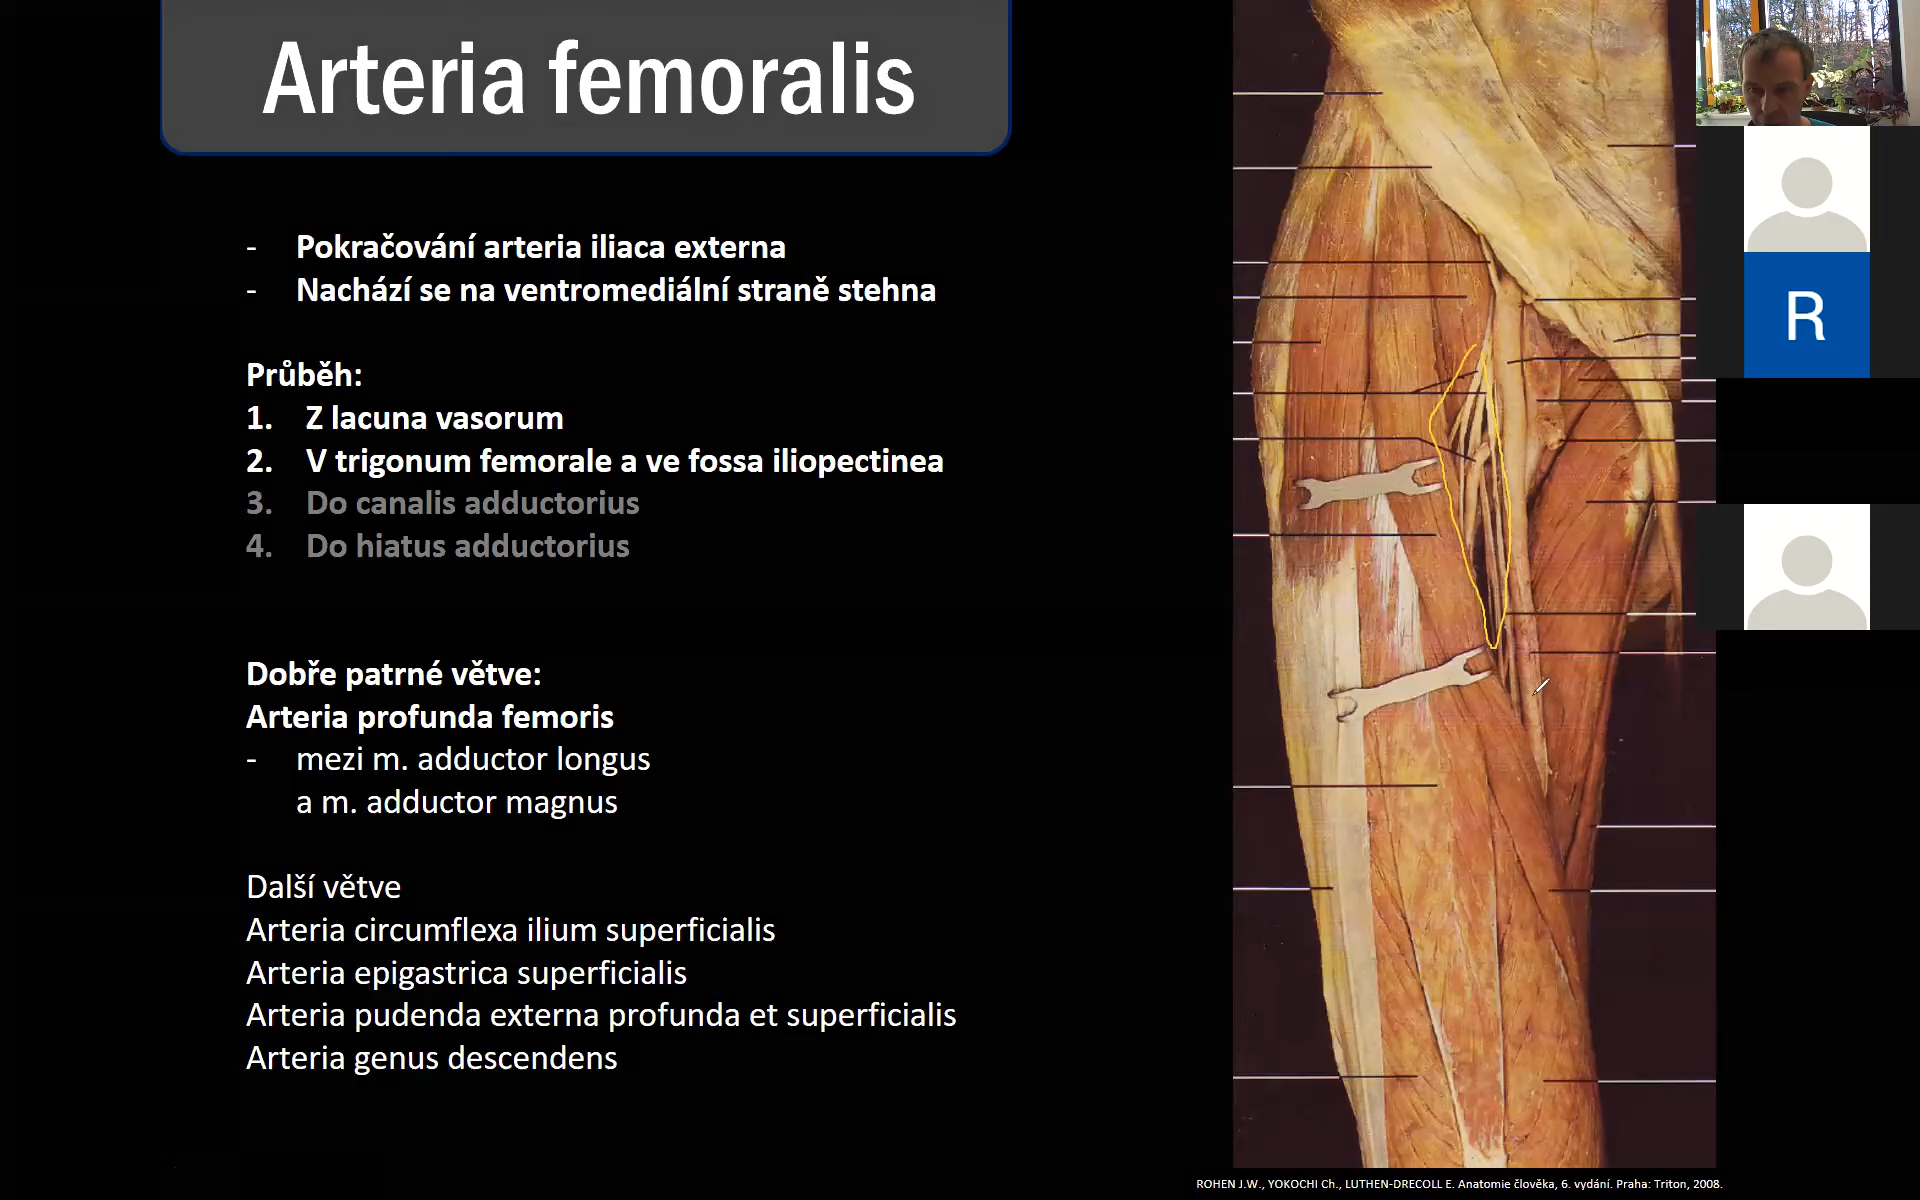 Arteria femoralis
- Pokračování arteria iliaca externa
- Nachází se na ventromediální straně stehna
Průběh:
1. Z lacuna vasorum
2. V trigonum femorale a ve fossa iliopectinea
3. Do canalis adductorius
4. Do hiatus adductorius
Dobře patrné větve:
Arteria profunda femoris
- mezi m. adductor longus
a m. adductor magnus
Další větve
Arteria circumflexa ilium superficialis
Arteria epigastrica superficialis
Arteria pudenda externa profunda et superficialis
Arteria genus descendens
R
ROHEN J.W., YOKOCHI Ch., LUTHEN-DRECOLL E. Anatomie člověka, 6. vydání. Praha: Triton, 2008.